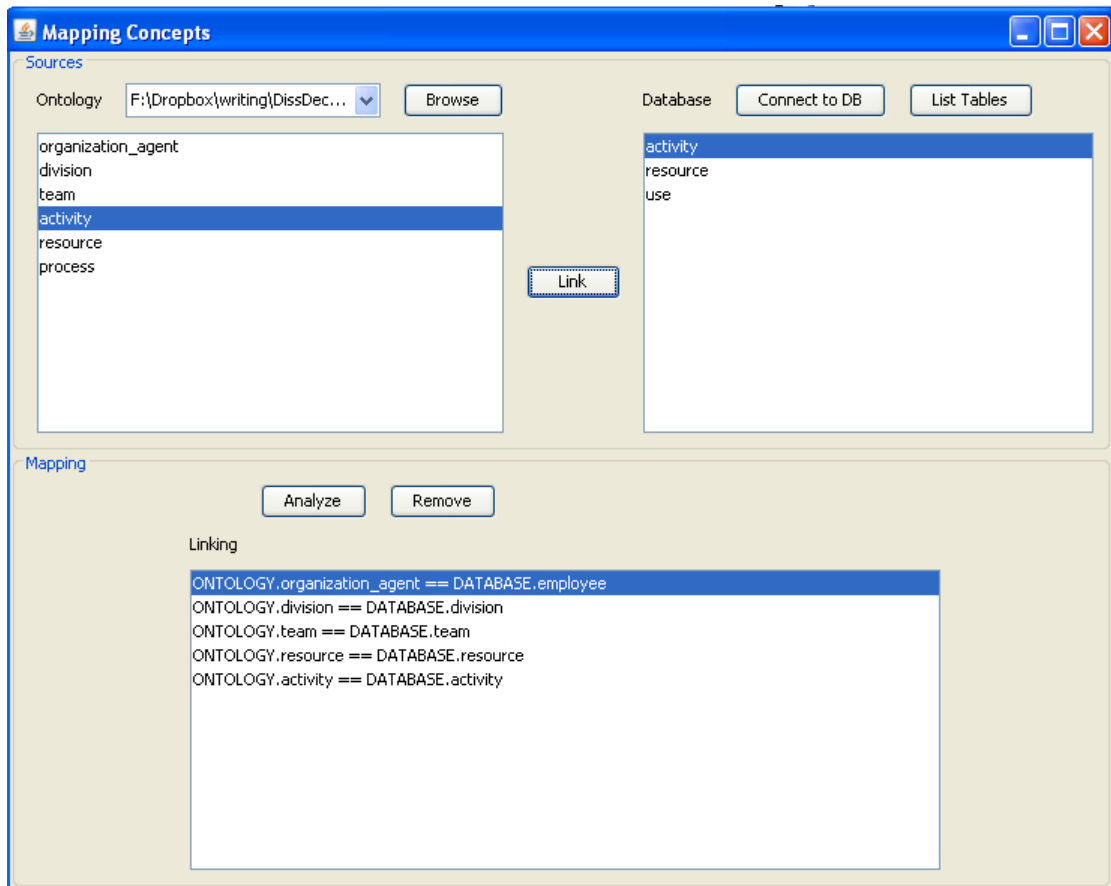 Mapping Concepts
Sources
Ontology F:\Dropbox\writing\DissDec... Browse Database Connect to DB List Tables
organization_agent
division
team
activity
resource
process
Link
activity
resource
use
Mapping
Analyze Remove
Linking
ONTOLOGY.organization_agent == DATABASE.employee
ONTOLOGY.division == DATABASE.division
ONTOLOGY.team == DATABASE.team
ONTOLOGY.resource == DATABASE.resource
ONTOLOGY.activity == DATABASE.activity